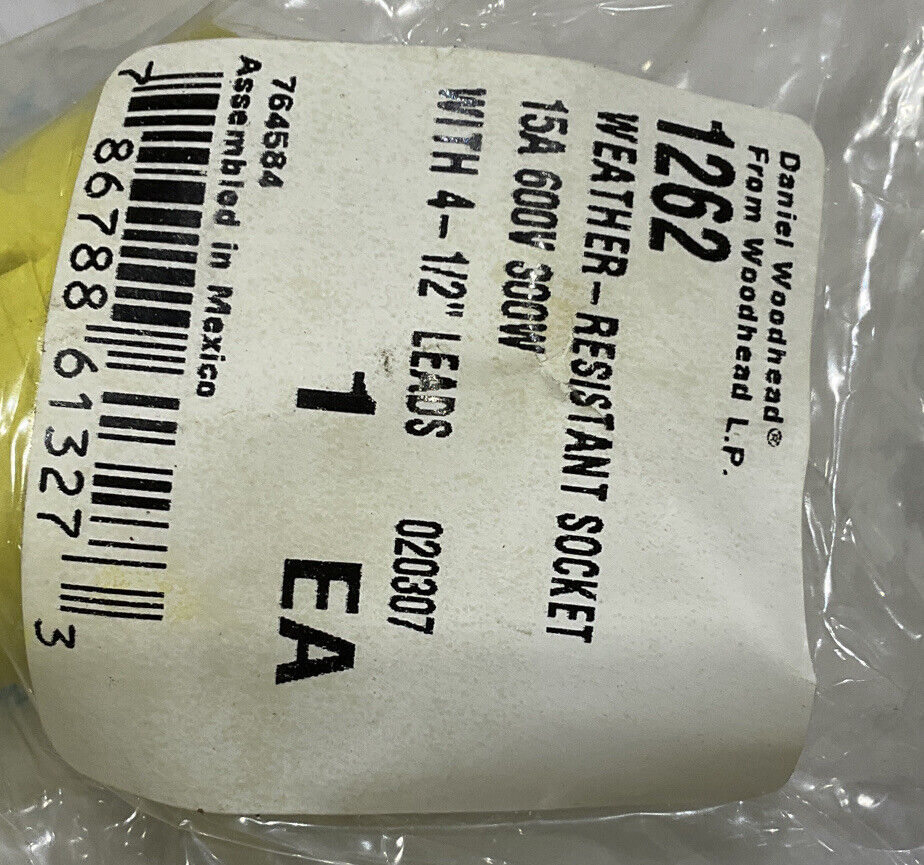 Daniel Woodhead®
From Woodhead L.P.
1262
WEATHER-RESISTANT SOCKET
15A 600V 300W
WITH 4-1/2" LEADS
020307
1 EA
764584
Assembled in Mexico
7 86788 61327 3